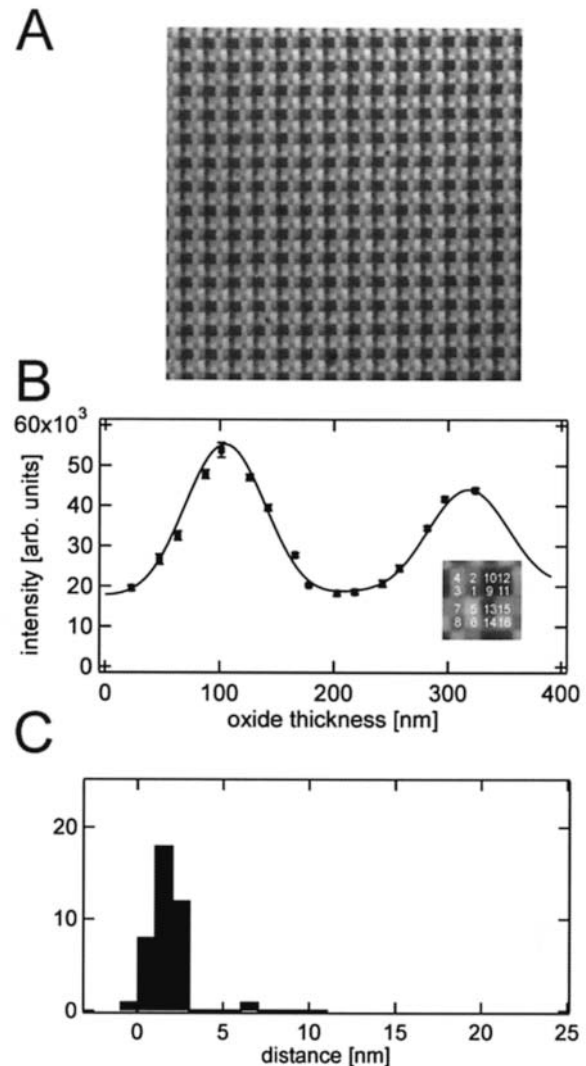 A
B
60x10³
50
40
30
20
10
0
intensity [arb. units]
4 2 10 12
3 1 9 11
7 5 13 15
8 6 14 16
0 100 200 300 400
oxide thickness [nm]
C
20
10
0
0 5 10 15 20 25
distance [nm]